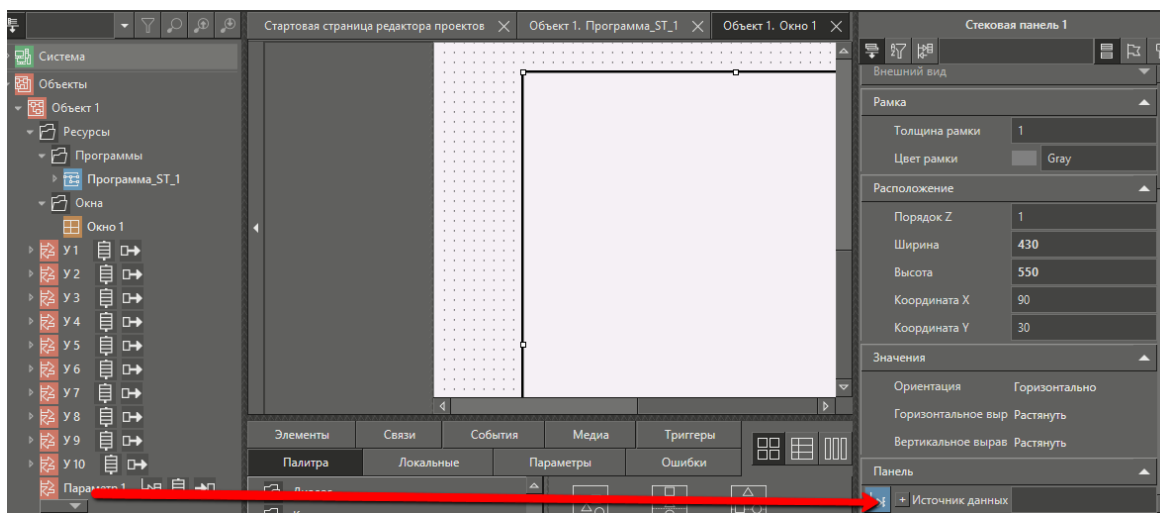 Стартовая страница редактора проектов
Объект 1. Программа_ST_1
Объект 1. Окно 1
Стековая панель 1
Система
Объекты
Объект 1
Ресурсы
Программы
Программа_ST_1
Окна
Окно 1
У 1
У 2
У 3
У 4
У 5
У 6
У 7
У 8
У 9
У 10
Параметр 1
Элементы
Связи
События
Медиа
Триггеры
Палитра
Локальные
Параметры
Ошибки
Внешний вид
Рамка
Толщина рамки 1
Цвет рамки Gray
Расположение
Порядок Z 1
Ширина 430
Высота 550
Координата X 90
Координата Y 30
Значения
Ориентация Горизонтально
Горизонтальное выр Растянуть
Вертикальное вырав Растянуть
Панель
+ Источник данных